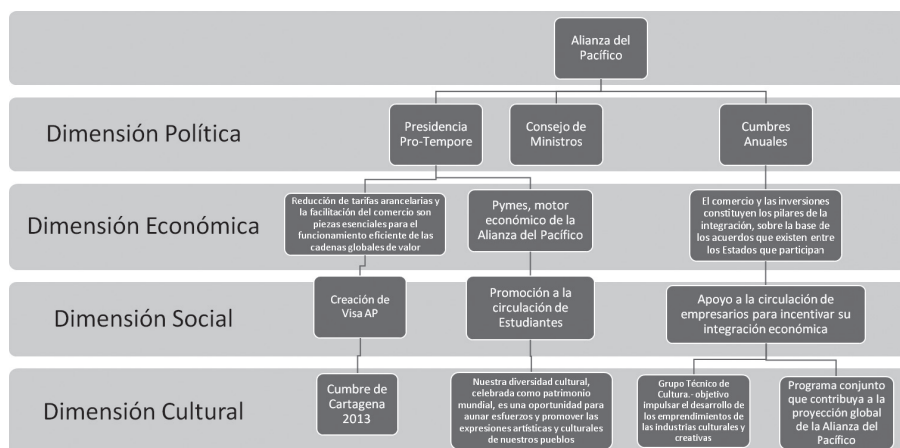 Alianza del
Pacífico
Dimensión Política
Presidencia
Pro-Tempore
Consejo de
Ministros
Cumbres
Anuales
Dimensión Económica
Reducción de tarifas arancelarias y
la facilitación del comercio son
piezas esenciales para el
funcionamiento eficiente de las
cadenas globales de valor
Pymes, motor
económico de la
Alianza del Pacífico
El comercio y las inversiones
constituyen los pilares de la
integración, sobre la base de
los acuerdos que existen entre
los Estados que participan
Dimensión Social
Creación de
Visa AP
Promoción a la
circulación de
Estudiantes
Apoyo a la circulación de
empresarios para incentivar su
integración económica
Dimensión Cultural
Cumbre de
Cartagena
2013
Nuestra diversidad cultural,
celebrada como patrimonio
mundial, es una oportunidad para
aunar esfuerzos y promover las
expresiones artísticas y culturales
de nuestros pueblos
Grupo Técnico de
Cultura.- objetivo
impulsar el desarrollo de
los emprendimientos de
las industrias culturales y
creativas
Programa conjunto
que contribuya a la
proyección global
de la Alianza del
Pacífico